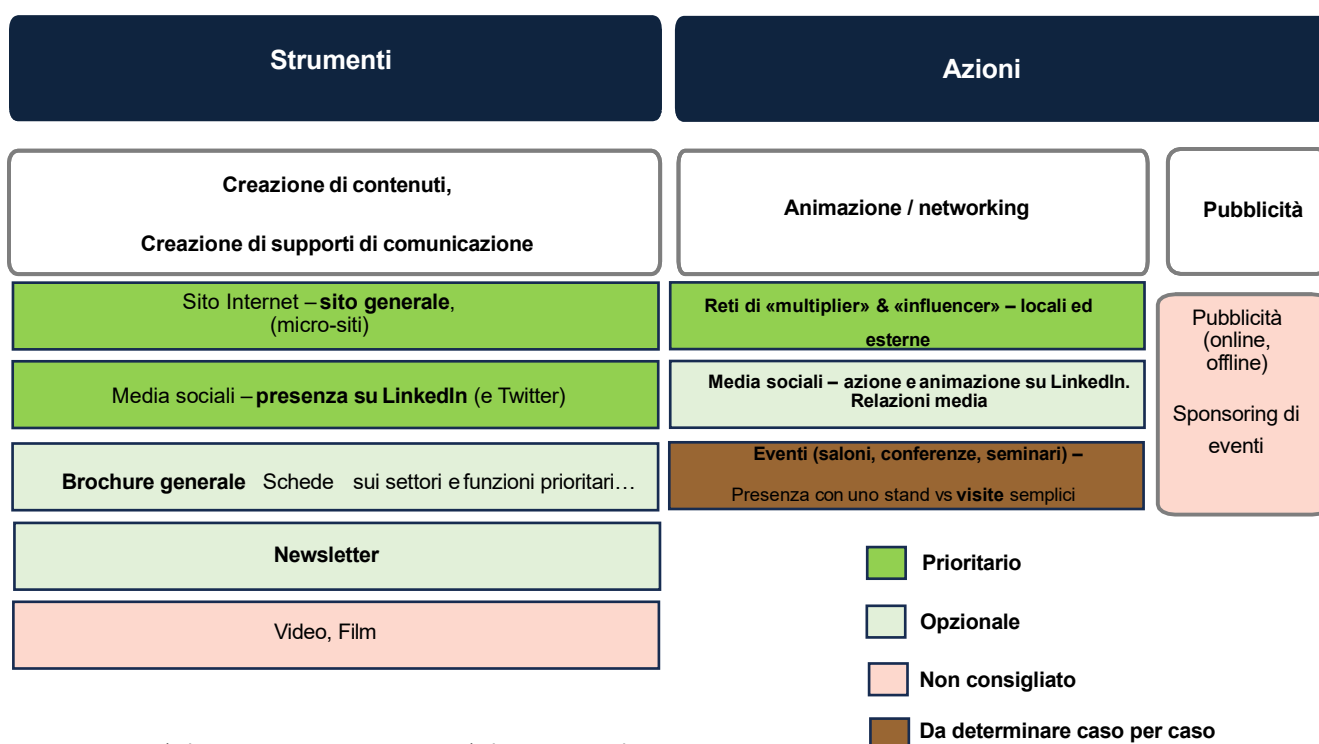 Strumenti
Azioni
Creazione di contenuti,
Creazione di supporti di comunicazione
Animazione / networking
Pubblicità
Sito Internet – sito generale,
(micro-siti)
Media sociali – presenza su LinkedIn (e Twitter)
Brochure generale Schede sui settori e funzioni prioritari…
Newsletter
Video, Film
Reti di «multiplier» & «influencer» – locali ed
esterne
Media sociali – azione e animazione su LinkedIn.
Relazioni media
Eventi (saloni, conferenze, seminari) –
Presenza con uno stand vs visite semplici
Pubblicità
(online,
offline)
Sponsoring di
eventi
Prioritario
Opzionale
Non consigliato
Da determinare caso per caso